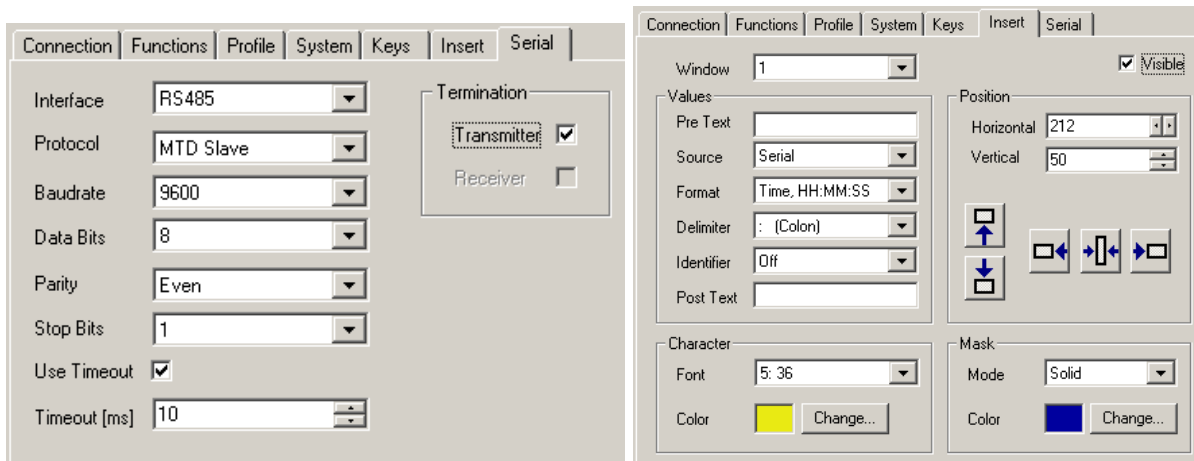 Connection Functions Profile System Keys Insert Serial
Interface RS485
Protocol MTD Slave
Baudrate 9600
Data Bits 8
Parity Even
Stop Bits 1
Use Timeout
Timeout [ms] 10
Termination
Transmitter
Receiver
Connection Functions Profile System Keys Insert Serial
Window 1
Visible
Values
Pre Text
Source Serial
Format Time, HH:MM:SS
Delimiter : (Colon)
Identifier Off
Post Text
Position
Horizontal 212
Vertical 50
Character
Font 5: 36
Color Change...
Mask
Mode Solid
Color Change...